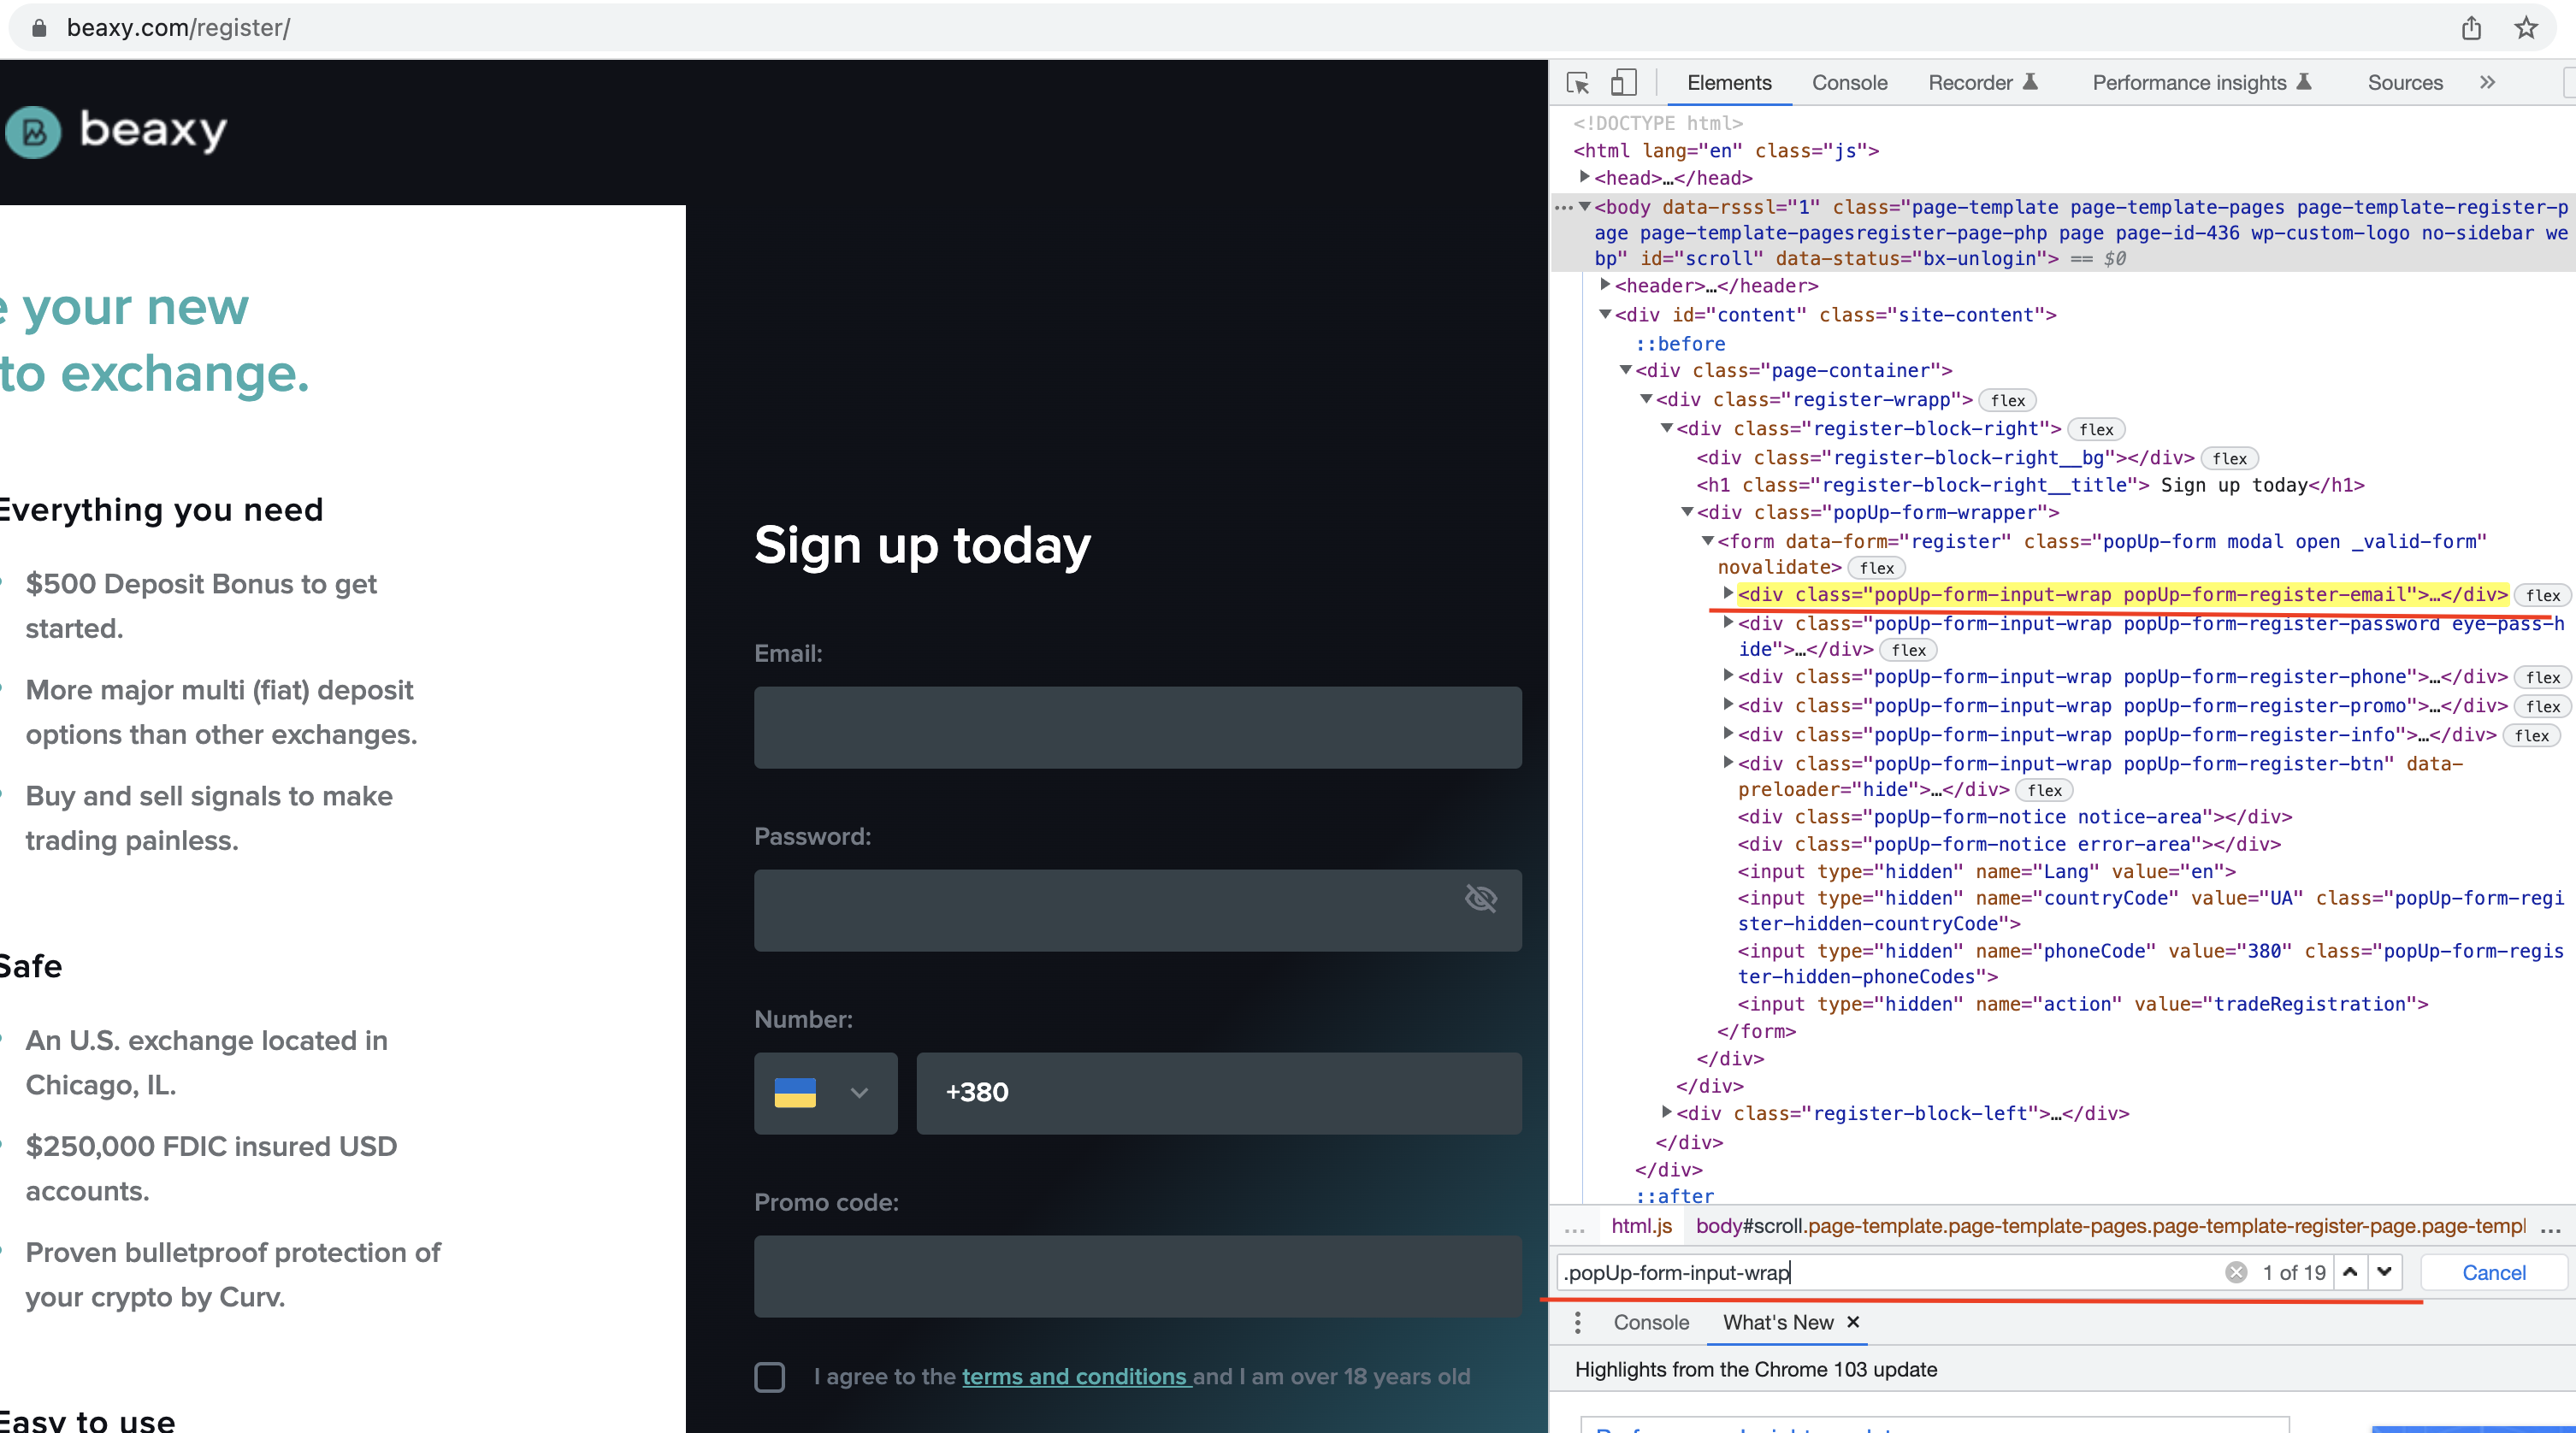 beaxy.com/register/
beaxy
your new
to exchange.
Everything you need
$500 Deposit Bonus to get
started.
More major multi (fiat) deposit
options than other exchanges.
Buy and sell signals to make
trading painless.
Safe
An U.S. exchange located in
Chicago, IL.
$250,000 FDIC insured USD
accounts.
Proven bulletproof protection of
your crypto by Curv.
Easy to use
Sign up today
Email:
Password:
Number:
+380
Promo code:
I agree to the terms and conditions and I am over 18 years old
Elements Console Recorder Performance insights Sources »
<!DOCTYPE html>
<html lang="en" class="js">
<head>…</head>
… <body data-rsssl="1" class="page-template page-template-pages page-template-register-p
age page-template-pagesregister-page-php page page-id-436 wp-custom-logo no-sidebar we
bp" id="scroll" data-status="bx-unlogin"> == $0
<header>…</header>
<div id="content" class="site-content">
::before
<div class="page-container">
<div class="register-wrapp"> flex
<div class="register-block-right"> flex
<div class="register-block-right__bg"></div> flex
<h1 class="register-block-right__title"> Sign up today</h1>
<div class="popUp-form-wrapper">
<form data-form="register" class="popUp-form modal open _valid-form"
novalidate> flex
<div class="popUp-form-input-wrap popUp-form-register-email">…</div> flex
<div class="popUp-form-input-wrap popUp-form-register-password eye-pass-h
ide">…</div> flex
<div class="popUp-form-input-wrap popUp-form-register-phone">…</div> flex
<div class="popUp-form-input-wrap popUp-form-register-promo">…</div> flex
<div class="popUp-form-input-wrap popUp-form-register-info">…</div> flex
<div class="popUp-form-input-wrap popUp-form-register-btn" data-
preloader="hide">…</div> flex
<div class="popUp-form-notice notice-area"></div>
<div class="popUp-form-notice error-area"></div>
<input type="hidden" name="Lang" value="en">
<input type="hidden" name="countryCode" value="UA" class="popUp-form-regi
ster-hidden-countryCode">
<input type="hidden" name="phoneCode" value="380" class="popUp-form-regis
ter-hidden-phoneCodes">
<input type="hidden" name="action" value="tradeRegistration">
</form>
</div>
</div>
<div class="register-block-left">…</div>
</div>
</div>
::after
… html.js body#scroll.page-template.page-template-pages.page-template-register-page.page-templ …
.popUp-form-input-wrap 1 of 19 Cancel
Console What's New ×
Highlights from the Chrome 103 update